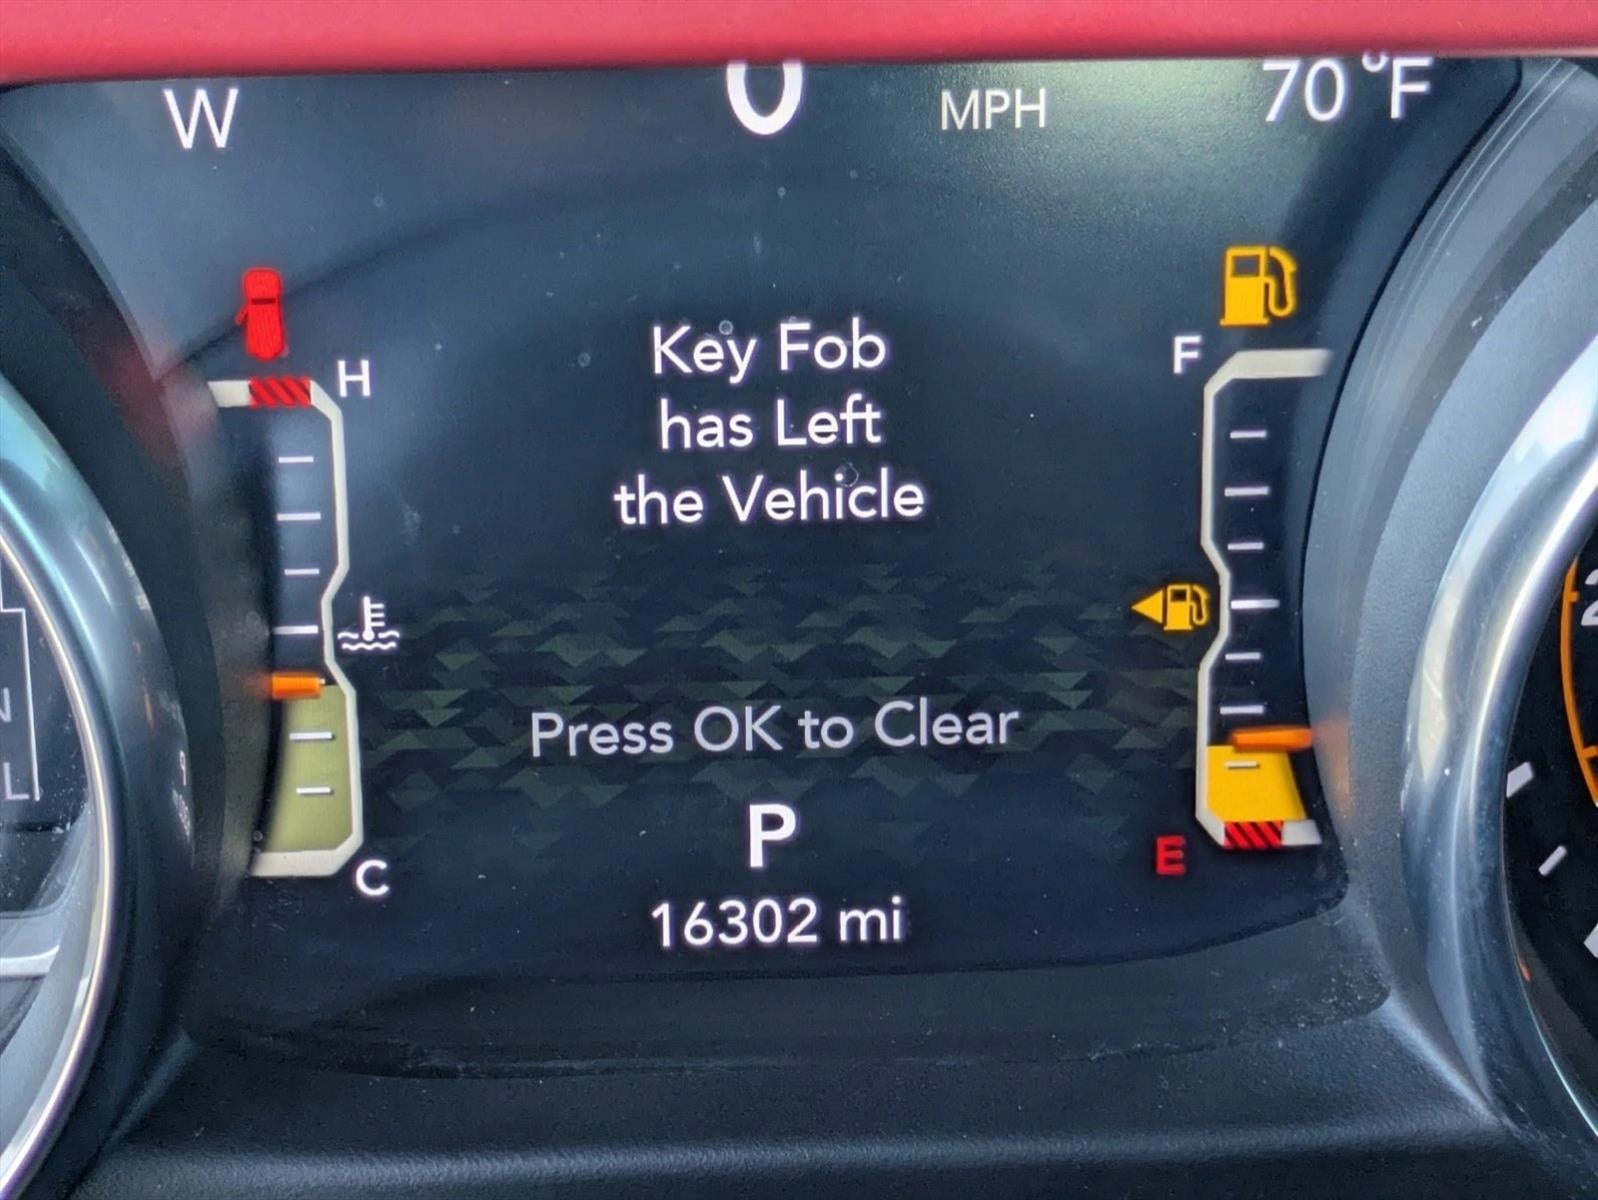 W 0 MPH 70 °F
H
F
Key Fob
has Left
the Vehicle
N
L
Press OK to Clear
P
E
C
16302 mi